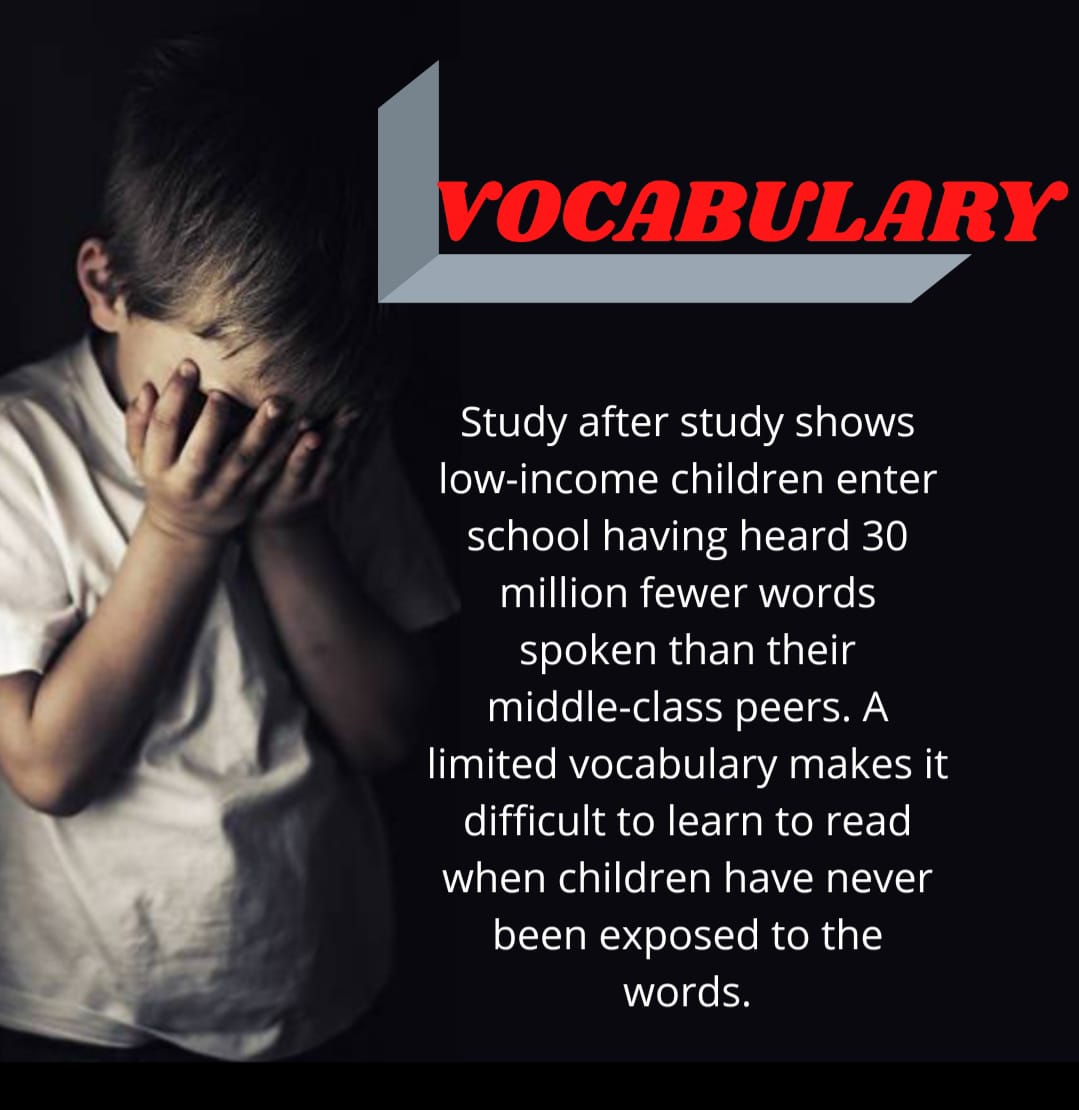 VOCABULARY
Study after study shows
low-income children enter
school having heard 30
million fewer words
spoken than their
middle-class peers. A
limited vocabulary makes it
difficult to learn to read
when children have never
been exposed to the
words.